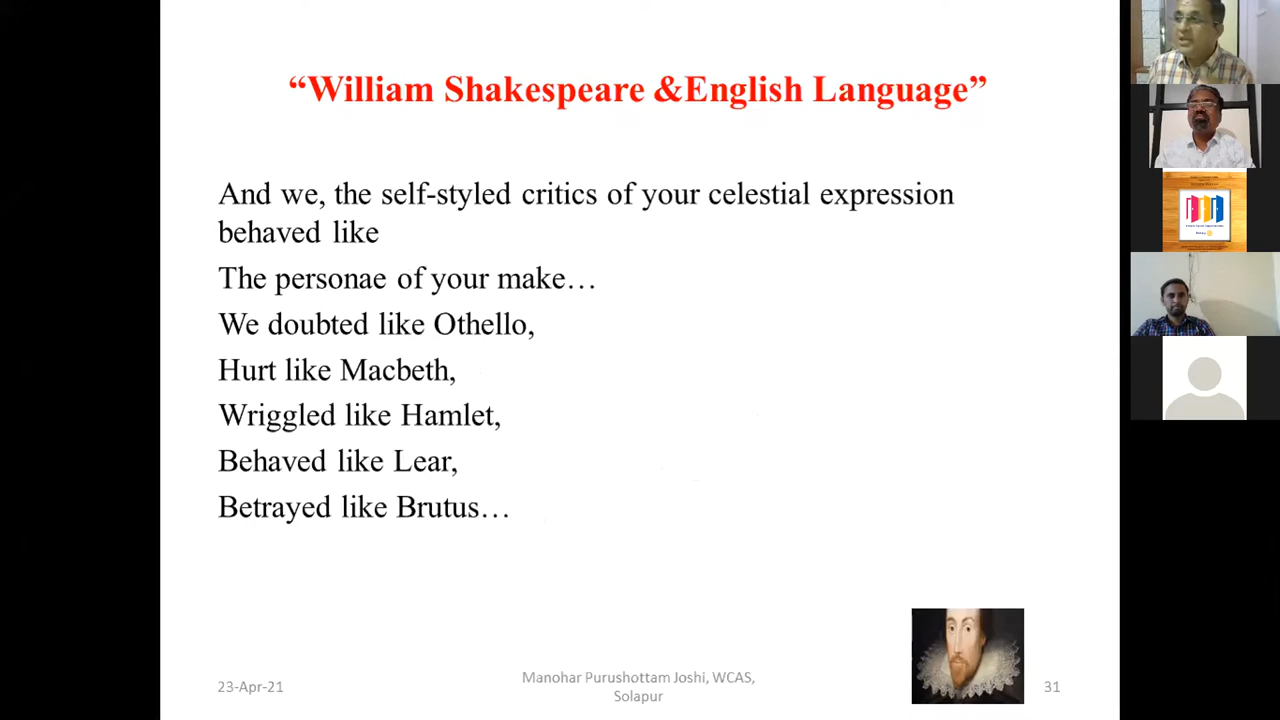 “William Shakespeare &English Language”
And we, the self-styled critics of your celestial expression
behaved like
The personae of your make…
We doubted like Othello,
Hurt like Macbeth,
Wriggled like Hamlet,
Behaved like Lear,
Betrayed like Brutus…
23-Apr-21
Manohar Purushottam Joshi, WCAS,
Solapur
31